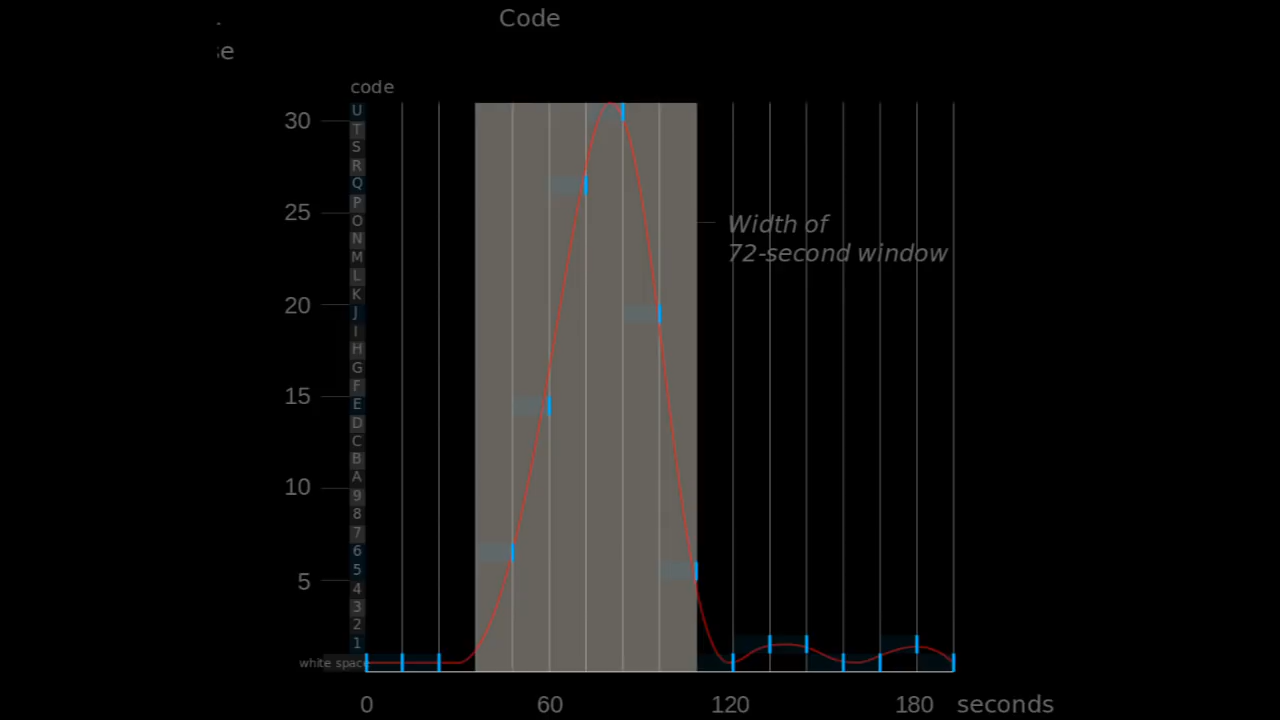 Code
se
code
30
25
20
15
10
5
U
T
S
R
Q
P
O
N
M
L
K
J
I
H
G
F
E
D
C
B
A
9
8
7
6
5
4
3
2
1
white space
Width of
72-second window
0 60 120 180 seconds